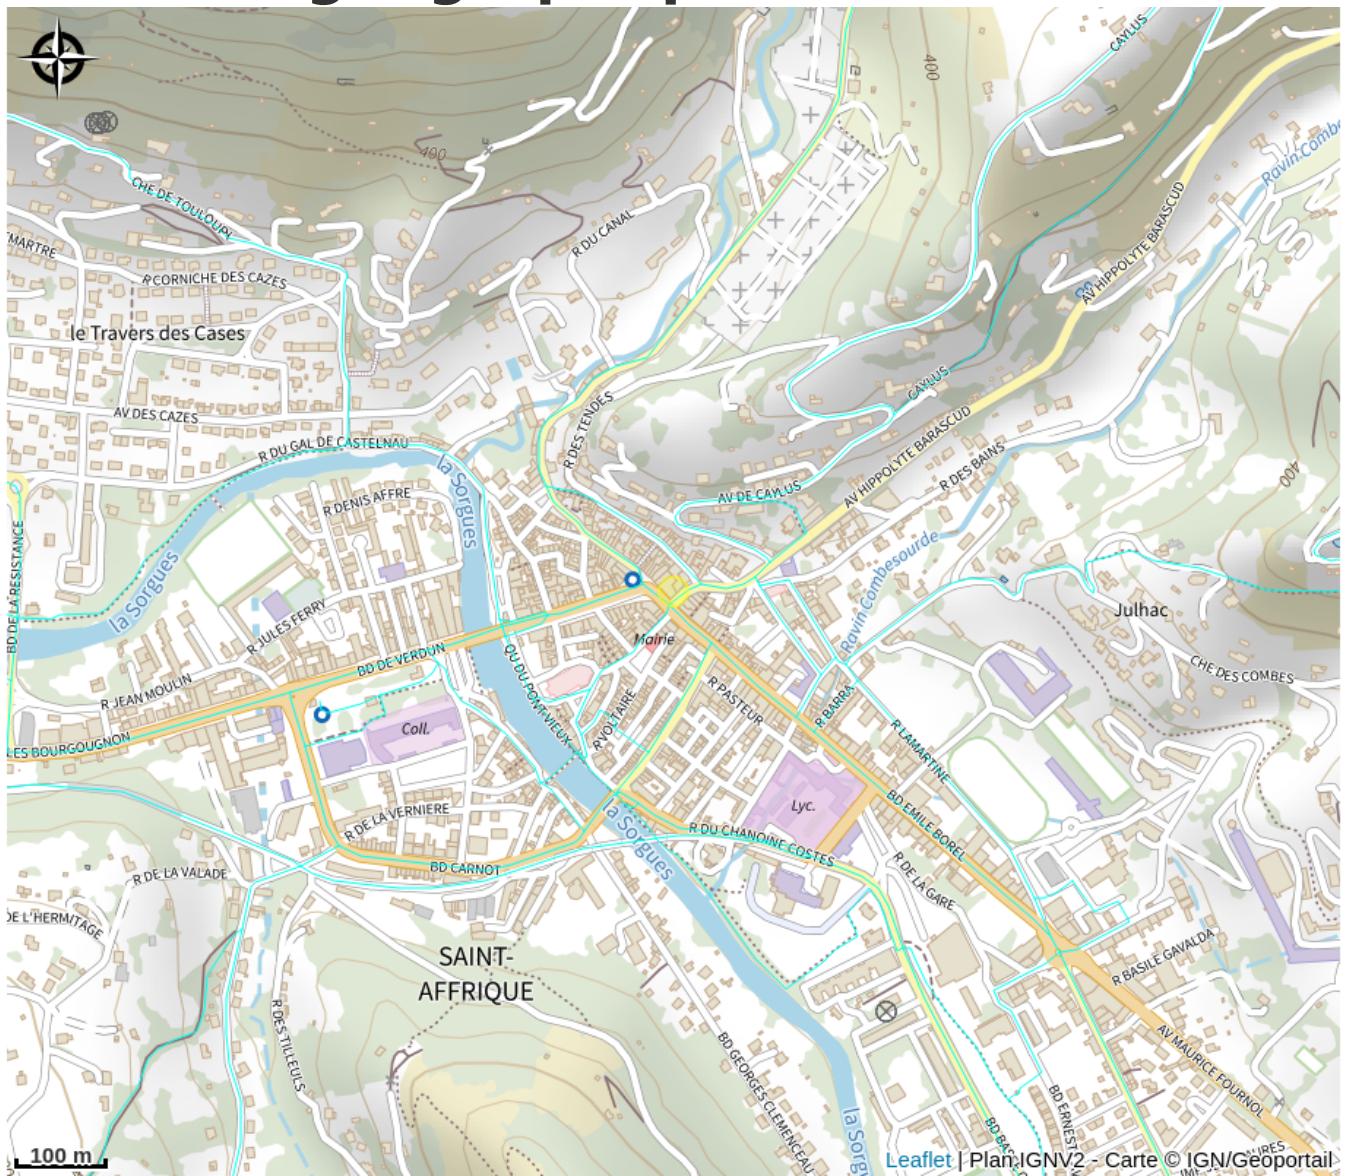 CAYLUS
400
400
Ravin Combe
CHE DE TOULOUPI
R DU CANAL
EMARTRE
R CORNICHE DES CAZES
AV HIPPOLYTE BARASCUD
le Travers des Cases
CAYLUS
AV DES CAZES
R DES TENDES
AV HIPPOLYTE BARASCUD
R DU GAL DE CASTELNAU
la Sorgues
R DES BAINS
400
R DENIS AFFRE
AV DE CAYLUS
BD DE LA RESISTANCE
la Sorgues
Ravin Combesourde
R JULES FERRY
Mairie
Julhac
BD DE VERDUN
QU DU PONT VIEUX
CHE DES COMBES
R JEAN MOULIN
R PASTEUR
R VOLTAIRE
R BARRA
LES BOURGOUGNON
Coll.
R LAMARTINE
R DE LA VERNIERE
la Sorgues
Lyc.
BD EMILE BOREL
R DU CHANOINE COSTES
BD CARNOT
R DE LA VALADE
R DE LA GARE
DE L'HERMITAGE
SAINT-
AFFRIQUE
R BASILE GAVALDA
R DES TILLEULS
BD GEORGES CLEMENCEAU
AV MAURICE FOURNOL
BD ERNEST
la Sorg
100 m
Leaflet | Plan IGNV2 - Carte © IGN/Geoportail